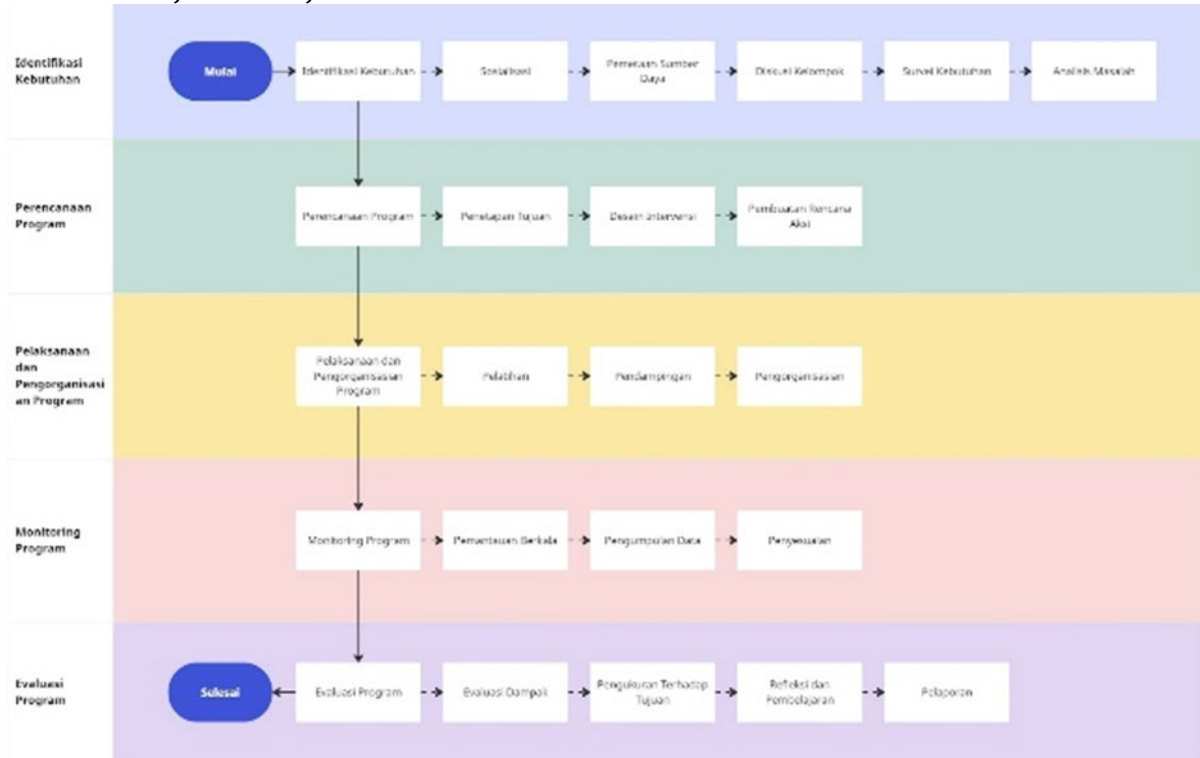 Identifikasi
Kebutuhan
Mulai
Identifikasi Kebutuhan
Sosialisasi
Pemetaan Sumber
Daya
Diskusi Kelompok
Survei Kebutuhan
Analisis Masalah
Perencanaan
Program
Perencanaan Program
Penetapan Tujuan
Desain Intervensi
Pembuatan Rencana
Aksi
Pelaksanaan
dan
Pengorganisasi
an Program
Pelaksanaan dan
Pengorganisasian
Program
Pelatihan
Pendampingan
Pengorganisasian
Monitoring
Program
Monitoring Program
Pemantauan Berkala
Pengumpulan Data
Penyesuaian
Evaluasi
Program
Selesai
Evaluasi Program
Evaluasi Dampak
Pengukuran Terhadap
Tujuan
Refleksi dan
Pembelajaran
Pelaporan